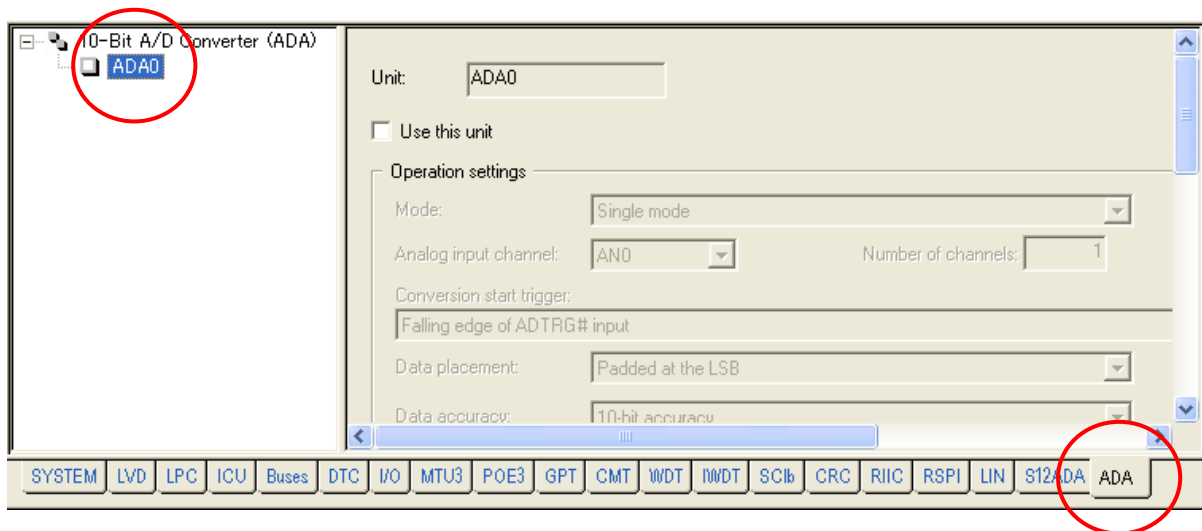 10-Bit A/D Converter (ADA)
ADA0
Unit: ADA0
Use this unit
Operation settings
Mode: Single mode
Analog input channel: AN0 Number of channels: 1
Conversion start trigger:
Falling edge of ADTRG# input
Data placement: Padded at the LSB
Data accuracy: 10-bit accuracy
SYSTEM LVD LPC ICU Buses DTC I/O MTU3 POE3 GPT CMT WDT IWDT SCIb CRC RIIC RSPI LIN S12ADA ADA